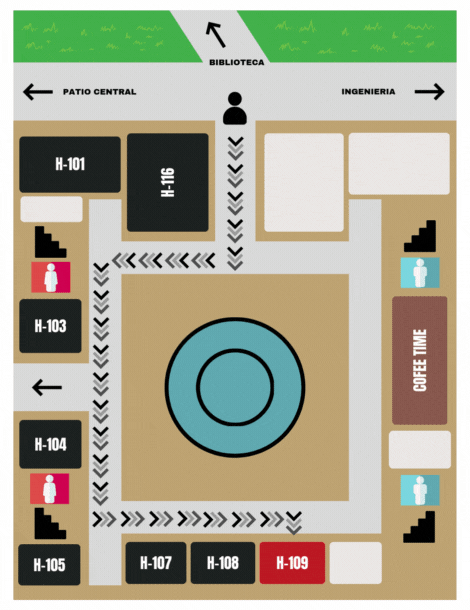 BIBLIOTECA
PATIO CENTRAL
INGENIERIA
H-101
H-116
H-103
COFEE TIME
H-104
H-105
H-107
H-108
H-109